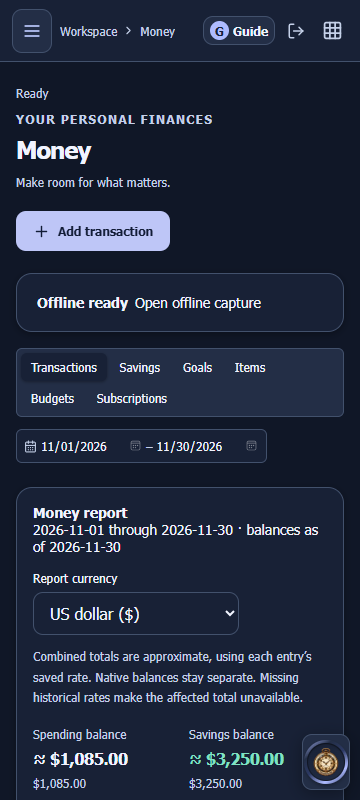 Workspace > Money
G Guide
Ready
YOUR PERSONAL FINANCES
Money
Make room for what matters.
+ Add transaction
Offline ready Open offline capture
Transactions Savings Goals Items
Budgets Subscriptions
11/01/2026 – 11/30/2026
Money report
2026-11-01 through 2026-11-30 · balances as
of 2026-11-30
Report currency
US dollar ($)
Combined totals are approximate, using each entry’s
saved rate. Native balances stay separate. Missing
historical rates make the affected total unavailable.
Spending balance Savings balance
≈ $1,085.00 ≈ $3,250.00
$1,085.00 $3,250.00